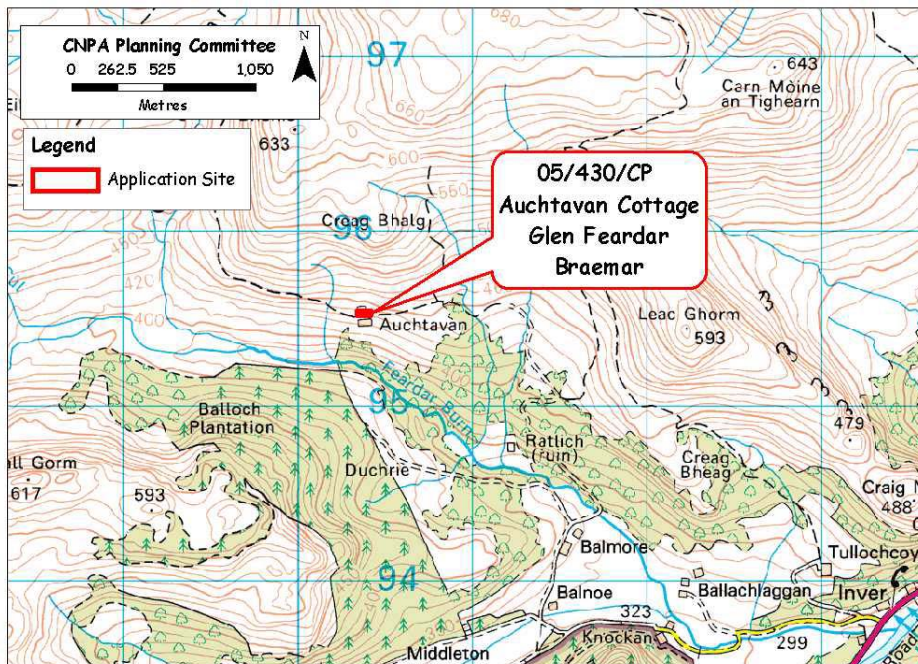 CNPA Planning Committee
N
0 262.5 525 1,050
Metres
Legend
Application Site
05/430/CP
Auchtavan Cottage
Glen Feardar
Braemar
97
680
643
Carn Mòine
an Tighearn
660
633
600
550
Creag Bhalg
96
450
420
400
Auchtavan
Leac Ghorm
593
Feardar Burn
95
Balloch
Plantation
479
Ratlich
(ruin)
Creag
Bheag
Duchrie
Gorm
617
593
Craig
488
Balmore
Tullochcoy
94
Ballachlaggan
Inver
Balnoe
323
Middleton
Knockan
299
Road